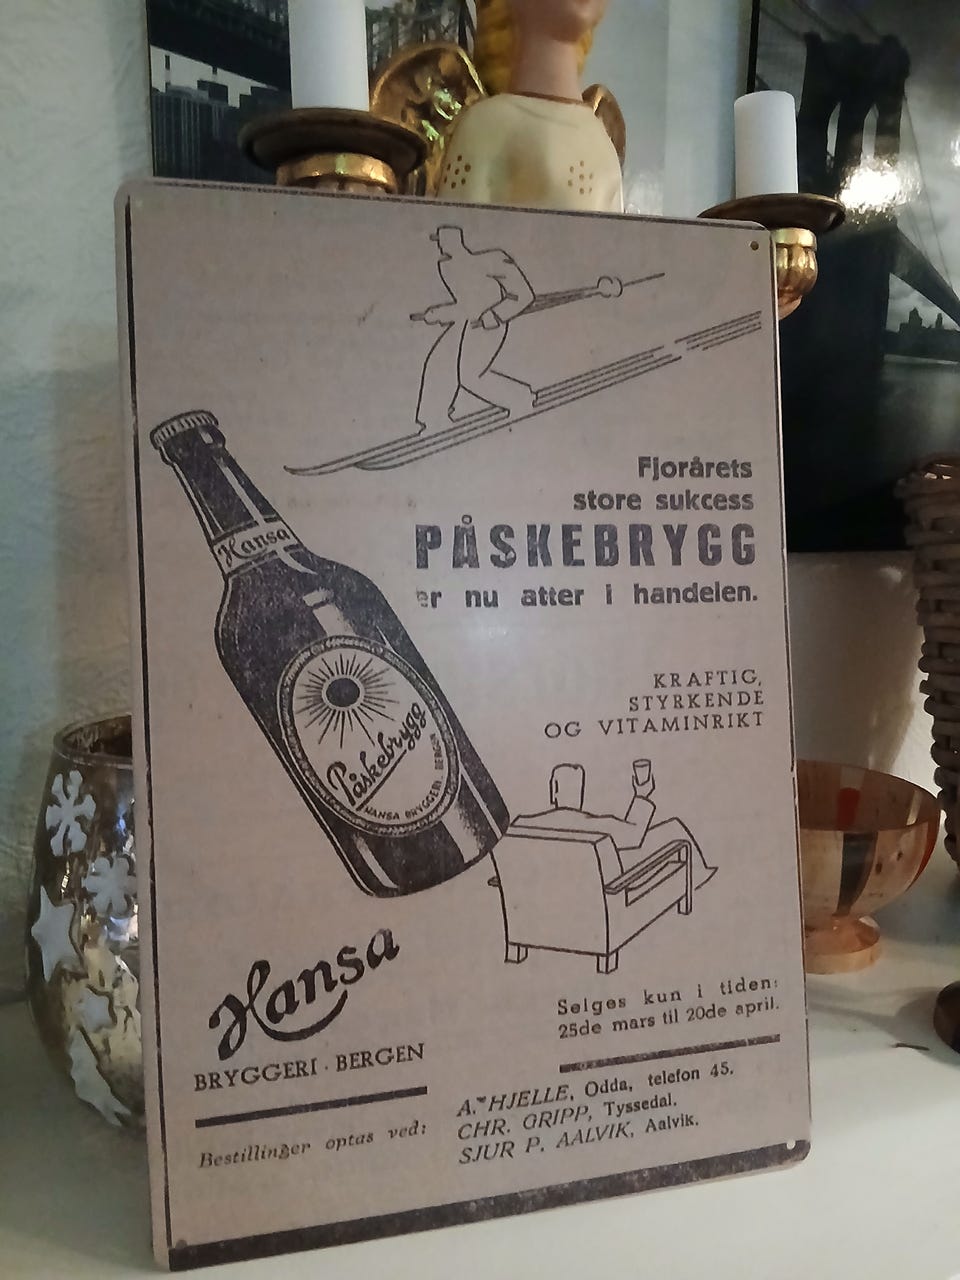 Fjorårets
store sukcess
PÅSKEBRYGG
er nu atter i handelen.
Hansa
KRAFTIG,
STYRKENDE
OG VITAMINRIKT
Påskebrygg
HANSA BRYGGERI. BERGEN
Hansa
BRYGGERI . BERGEN
Selges kun i tiden:
25de mars til 20de april.
Bestillinger optas ved:
A. HJELLE, Odda, telefon 45.
CHR. GRIPP, Tyssedal.
SJUR P. AALVIK, Aalvik.